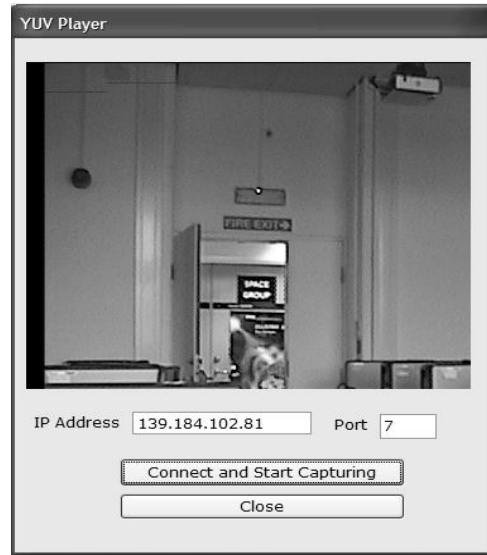 YUV Player
FIRE EXIT
SPACE
GROUP
IP Address 139.184.102.81 Port 7
Connect and Start Capturing
Close